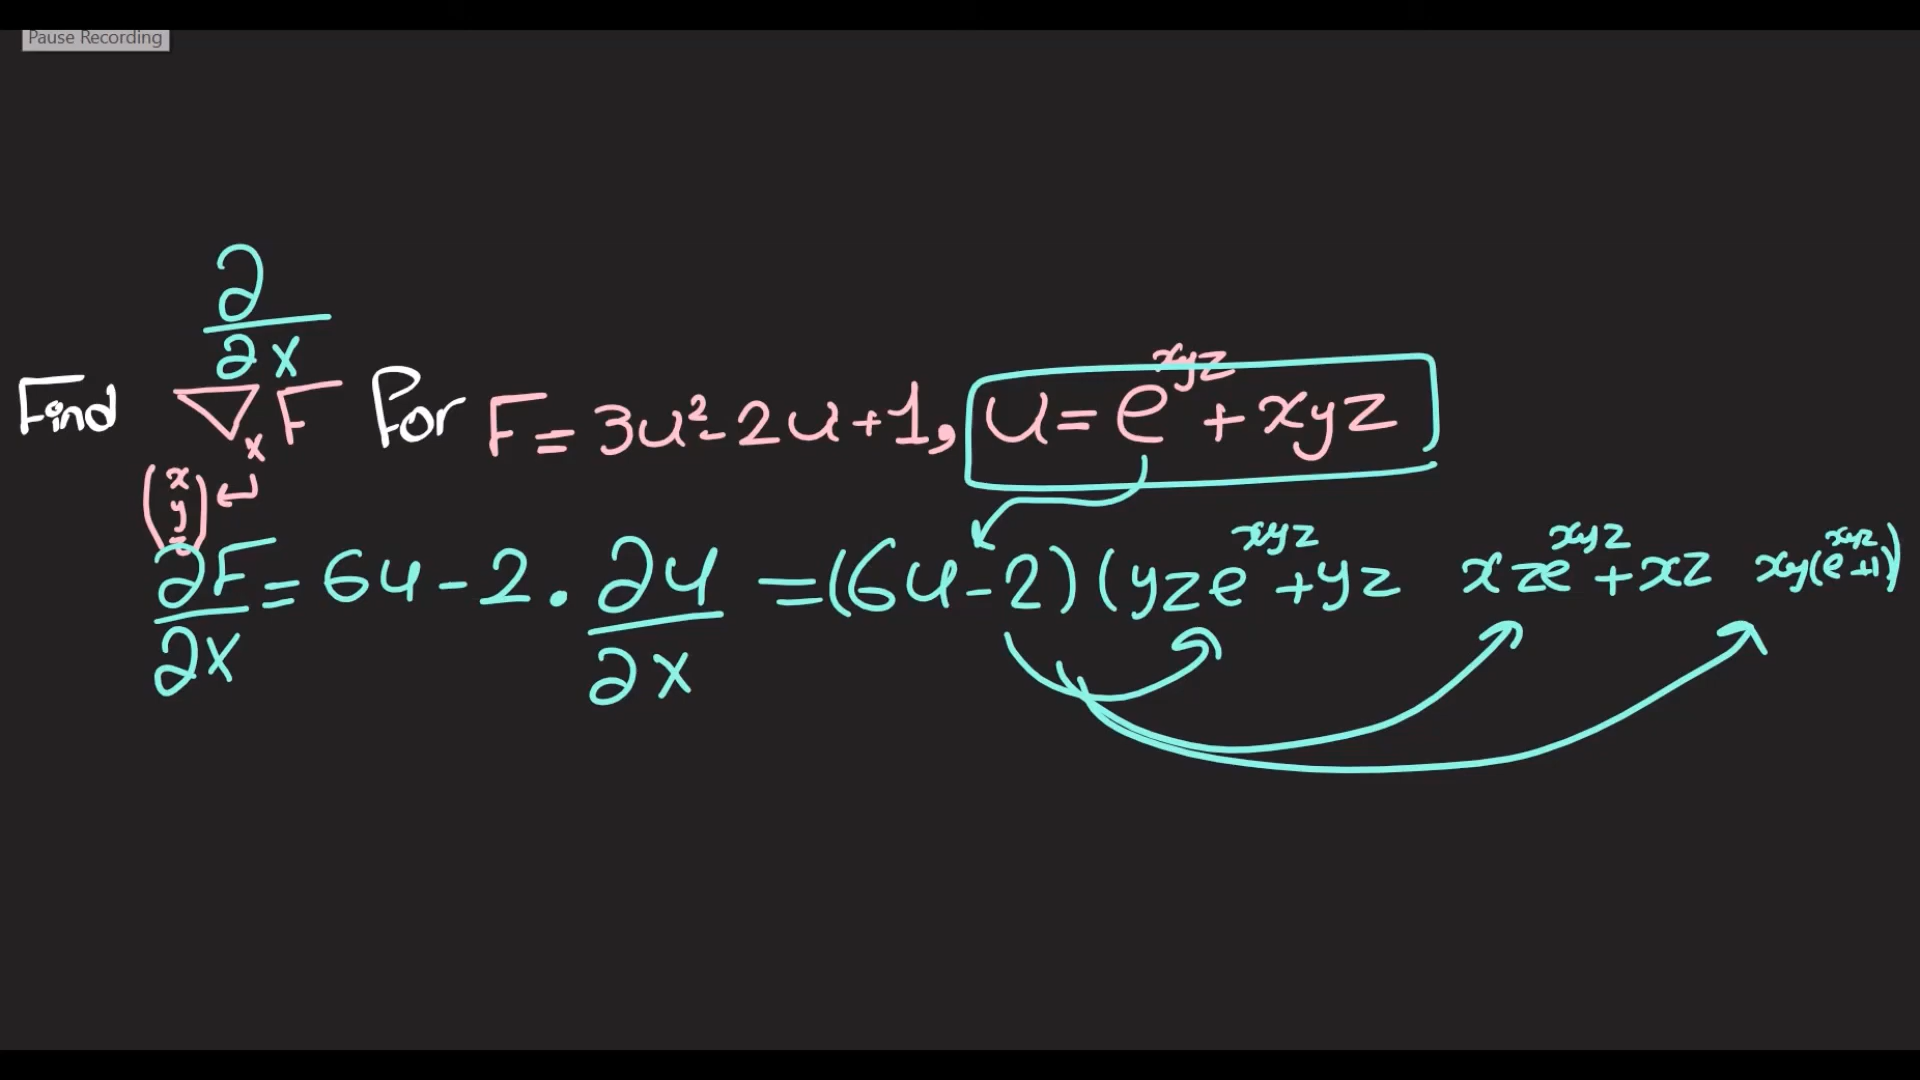 Pause Recording
∂/∂x
Find ∇ₓF For F = 3u² - 2u + 1, u = e^{xyz} + xyz
(x y z)
∂F/∂x = 6u - 2 · ∂u/∂x = (6u - 2) (yze^{xyz} + yz xze^{xyz} + xz xy(e^{xyz} + 1))